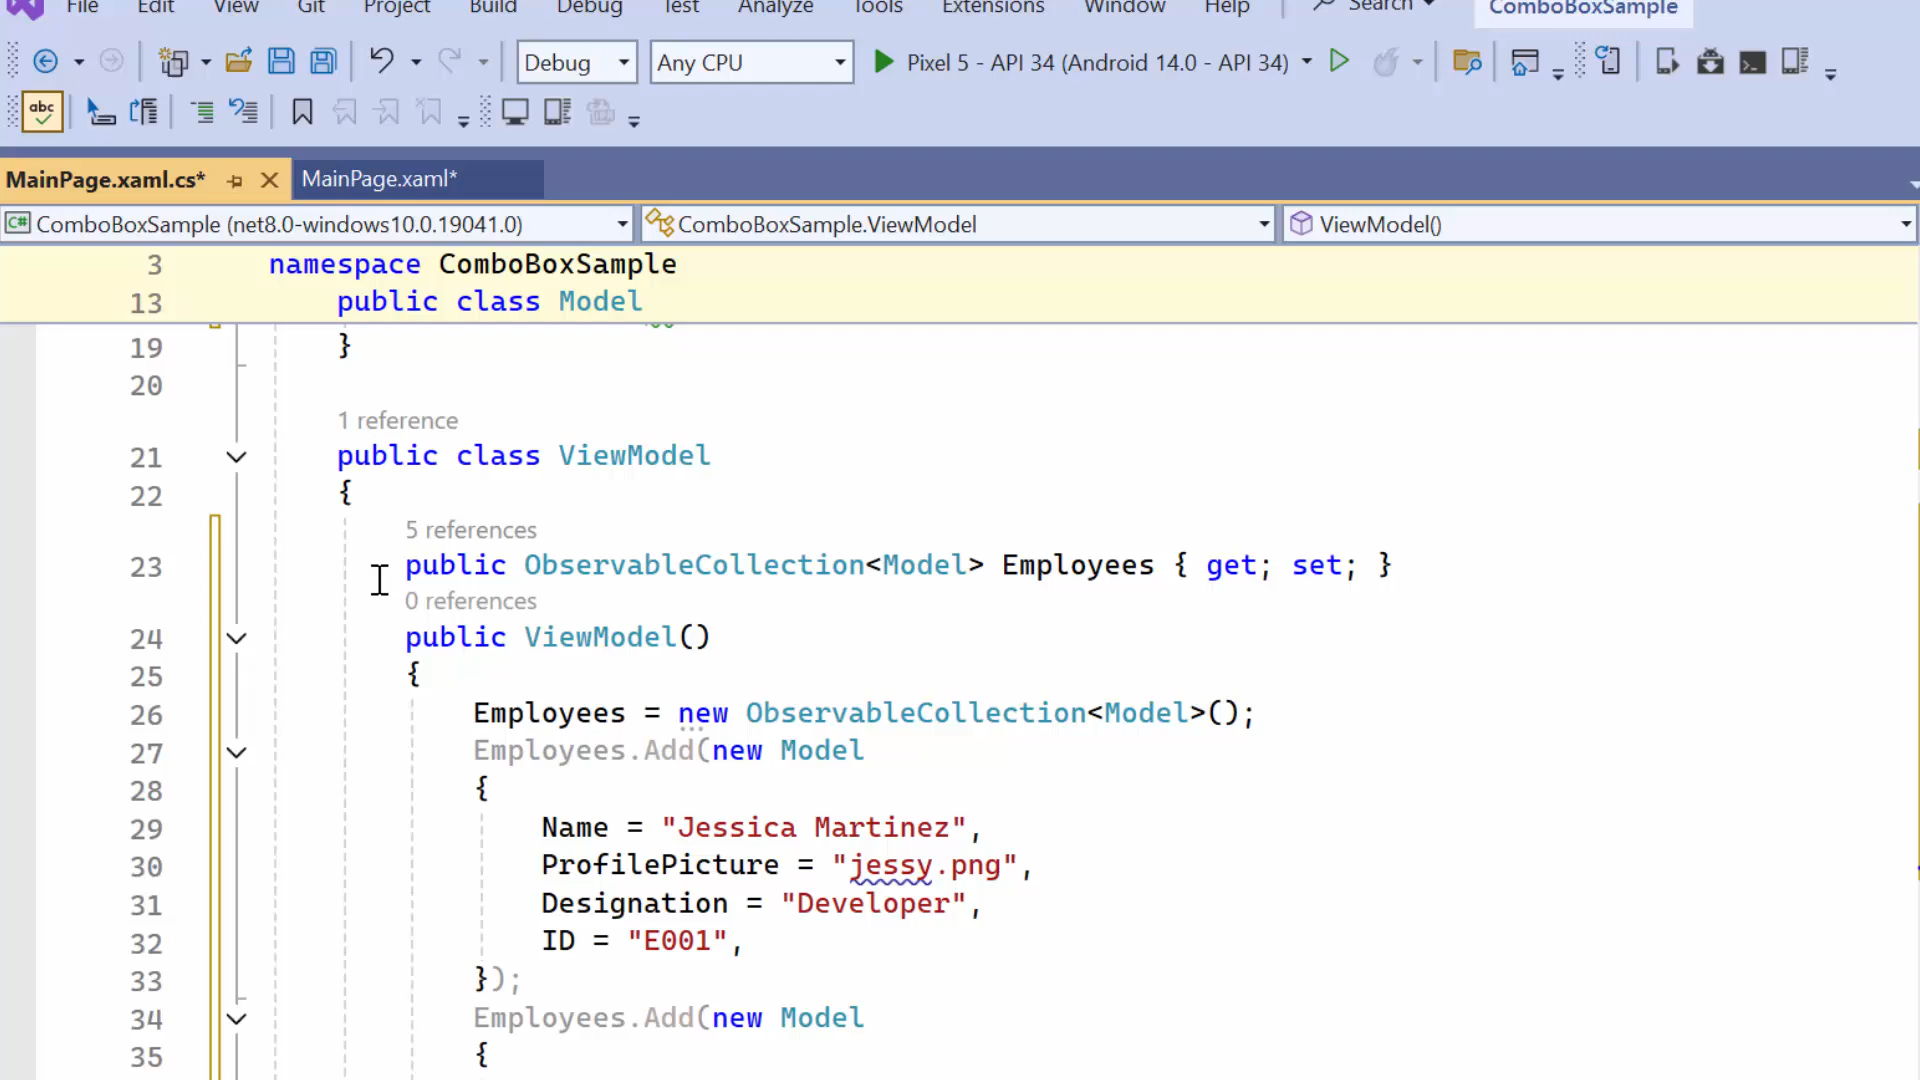 File Edit View Git Project Build Debug Test Analyze Tools Extensions Window Help Search ComboBoxSample
Debug Any CPU Pixel 5 - API 34 (Android 14.0 - API 34)
abc
MainPage.xaml.cs* MainPage.xaml*
C# ComboBoxSample (net8.0-windows10.0.19041.0) ComboBoxSample.ViewModel ViewModel()
3 namespace ComboBoxSample
13 public class Model
19 }
20
1 reference
21 public class ViewModel
22 {
5 references
23 public ObservableCollection<Model> Employees { get; set; }
0 references
24 public ViewModel()
25 {
26 Employees = new ObservableCollection<Model>();
27 Employees.Add(new Model
28 {
29 Name = "Jessica Martinez",
30 ProfilePicture = "jessy.png",
31 Designation = "Developer",
32 ID = "E001",
33 });
34 Employees.Add(new Model
35 {